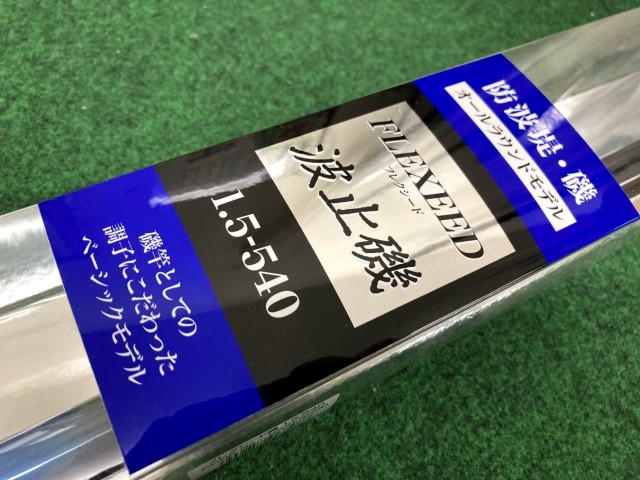 防波堤・磯
オールラウンドモデル
FLEXEED
フレクシード
波止磯
1.5-540
磯竿としての
調子にこだわった
ベーシックモデル